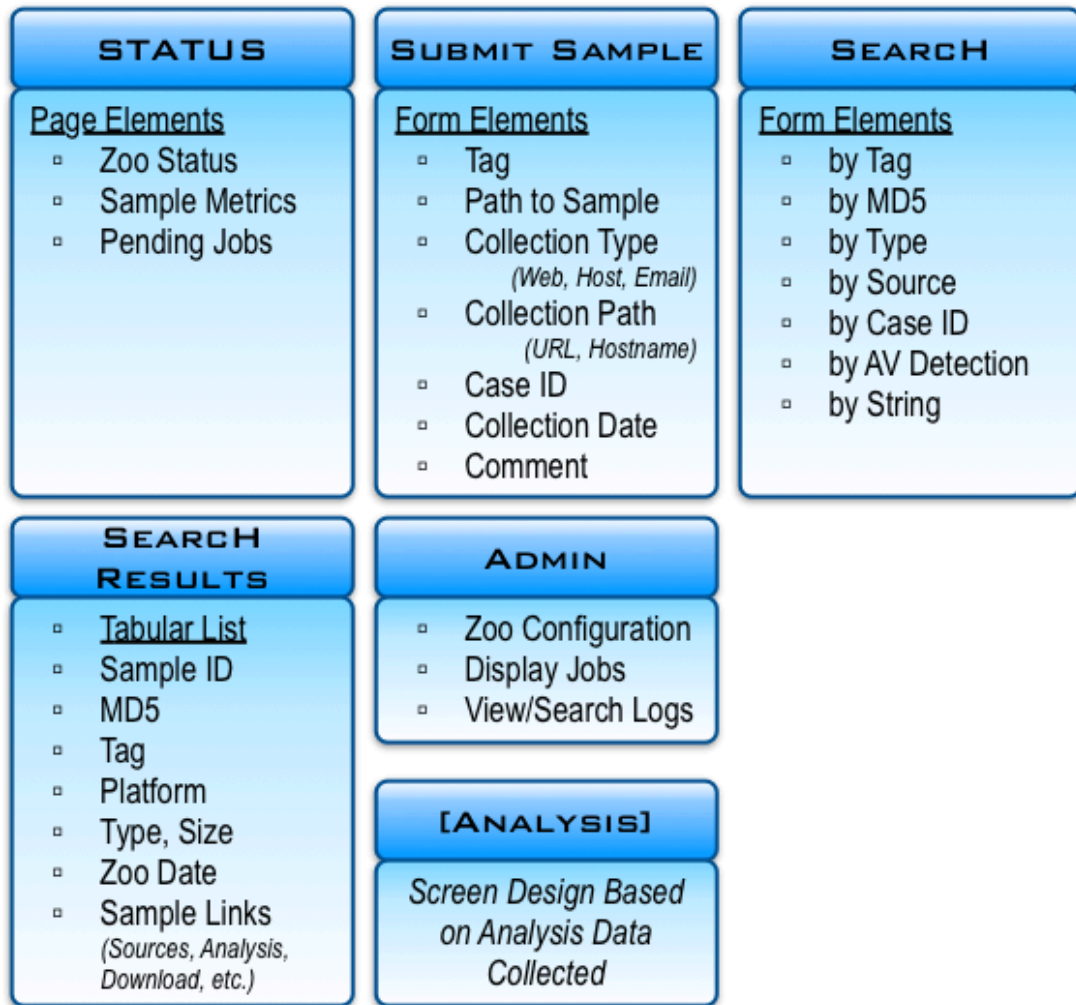 STATUS
Page Elements
Zoo Status
Sample Metrics
Pending Jobs
SUBMIT SAMPLE
Form Elements
Tag
Path to Sample
Collection Type
(Web, Host, Email)
Collection Path
(URL, Hostname)
Case ID
Collection Date
Comment
SEARCH
Form Elements
by Tag
by MD5
by Type
by Source
by Case ID
by AV Detection
by String
SEARCH
RESULTS
Tabular List
Sample ID
MD5
Tag
Platform
Type, Size
Zoo Date
Sample Links
(Sources, Analysis,
Download, etc.)
ADMIN
Zoo Configuration
Display Jobs
View/Search Logs
[ANALYSIS]
Screen Design Based
on Analysis Data
Collected